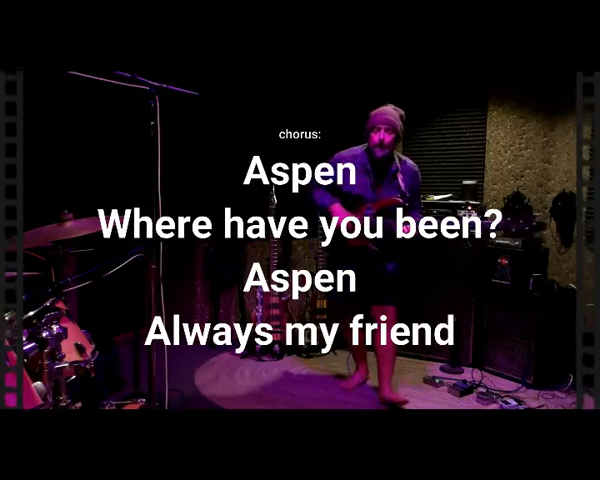 chorus:
Aspen
Where have you been?
Aspen
Always my friend